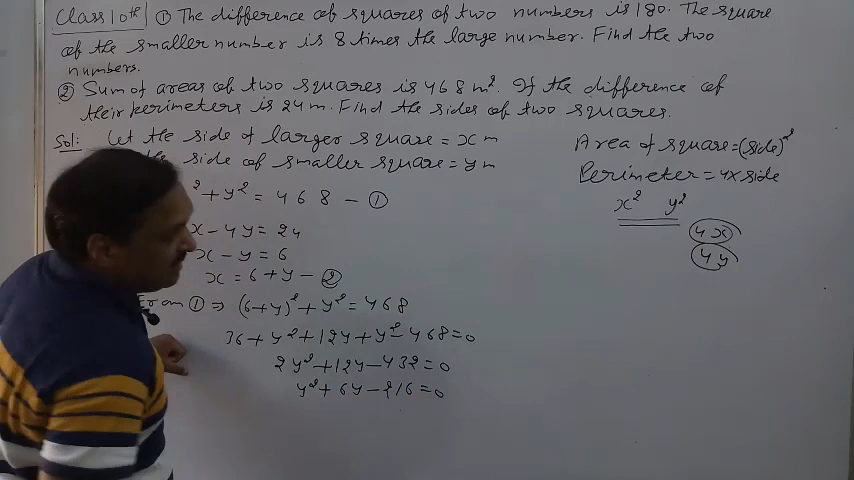 Class 10th ① The difference of squares of two numbers is 180. The square
of the smaller number is 8 times the large number. Find the two
numbers.
② Sum of areas of two squares is 468 m². If the difference of
their perimeters is 24 m. Find the sides of two squares.
Sol: Let the side of larger square = x m
the side of smaller square = y m
² + y² = 468 — ①
x - 4y = 24
x - y = 6
x = 6 + y — ②
From ① ⇒ (6+y)² + y² = 468
36 + y² + 12y + y² - 468 = 0
2y² + 12y - 432 = 0
y² + 6y - 216 = 0
Area of square = (side)²
Perimeter = 4 x side
x² y²
4x
4y